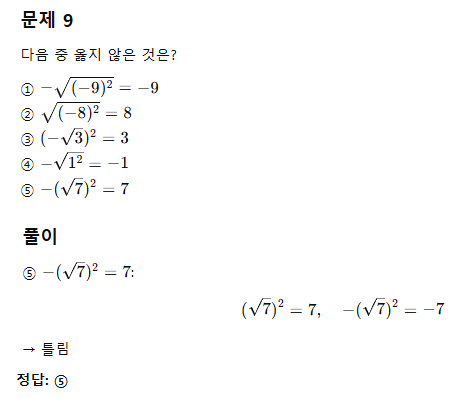 문제 9
다음 중 옳지 않은 것은?
① −√(−9)² = −9
② √(−8)² = 8
③ (−√3)² = 3
④ −√1² = −1
⑤ −(√7)² = 7
풀이
⑤ −(√7)² = 7:
(√7)² = 7, −(√7)² = −7
→ 틀림
정답: ⑤